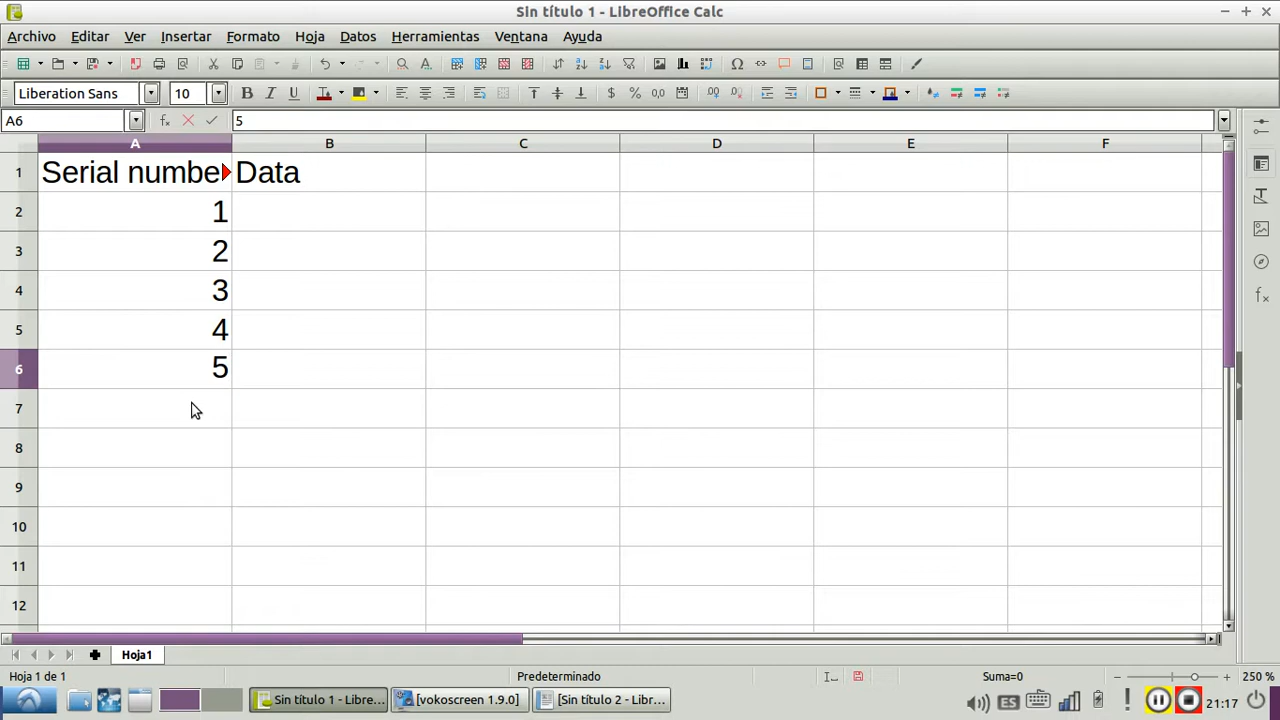 Sin título 1 - LibreOffice Calc
Archivo Editar Ver Insertar Formato Hoja Datos Herramientas Ventana Ayuda
Liberation Sans 10
A6 5
A B C D E F
1 Serial numbe Data
2 1
3 2
4 3
5 4
6 5
7
8
9
10
11
12
Hoja1
Hoja 1 de 1 Predeterminado Suma=0 250 %
Sin título 1 - Libre... [vokoscreen 1.9.0] [Sin título 2 - Libr... ES 21:17